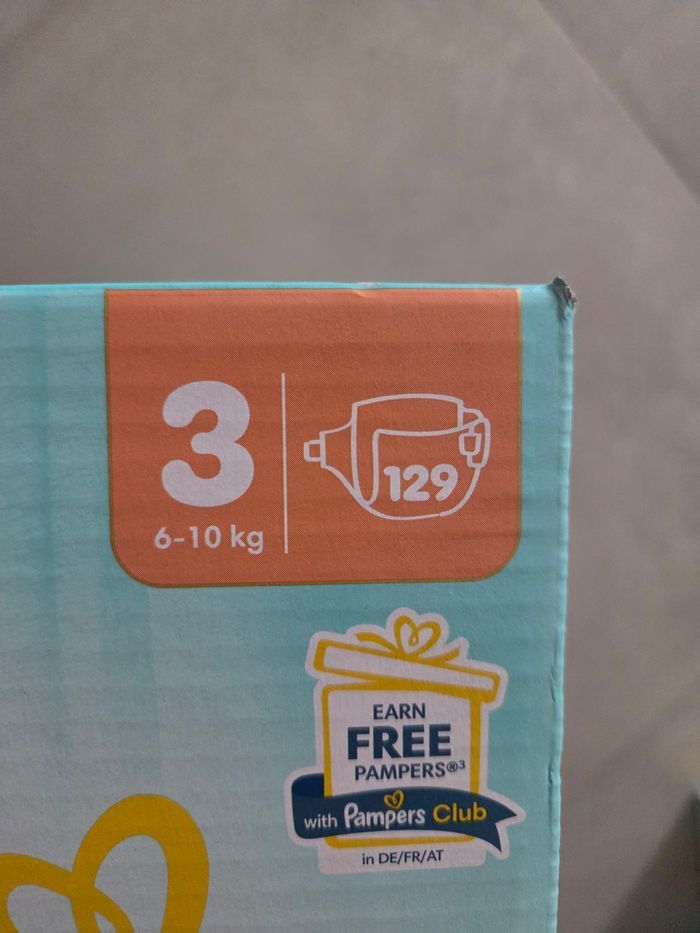 3
6-10 kg
129
EARN
FREE
PAMPERS®3
with Pampers Club
in DE/FR/AT